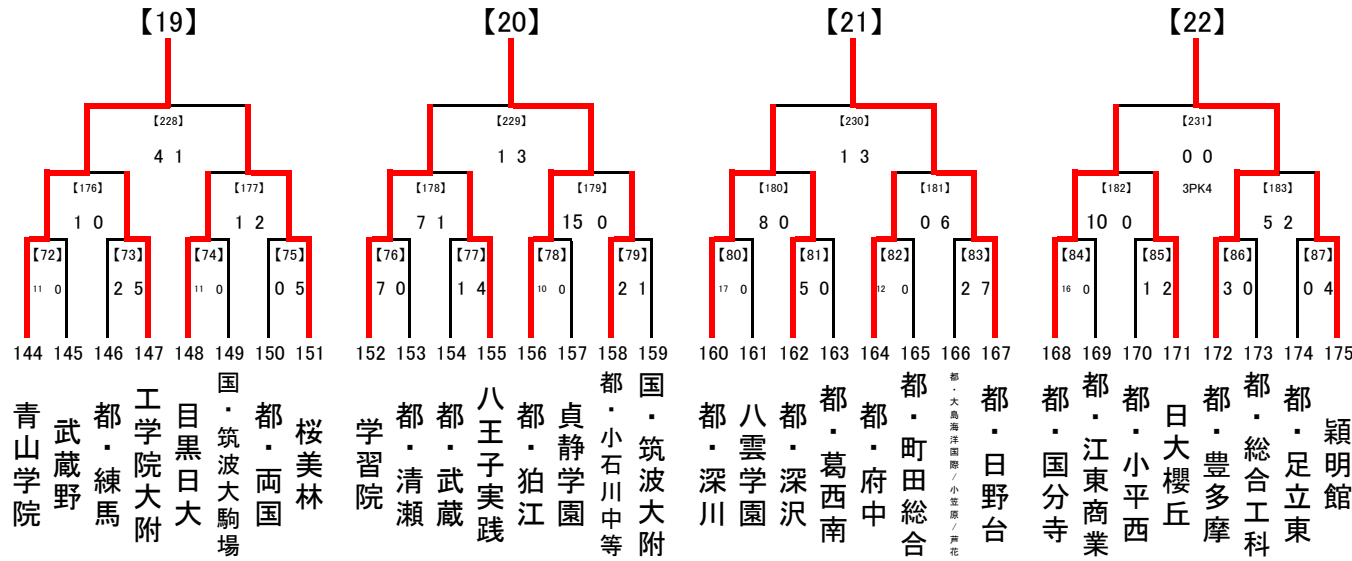 【19】 【20】 【21】 【22】
【228】 【229】 【230】 【231】
4 1 1 3 1 3 0 0
【176】 【177】 【178】 【179】 【180】 【181】 【182】 3PK4 【183】
1 0 1 2 7 1 15 0 8 0 0 6 10 0 5 2
【72】 【73】 【74】 【75】 【76】 【77】 【78】 【79】 【80】 【81】 【82】 【83】 【84】 【85】 【86】 【87】
11 0 2 5 11 0 0 5 7 0 1 4 10 0 2 1 17 0 5 0 12 0 2 7 16 0 1 2 3 0 0 4
144 145 146 147 148 149 150 151 152 153 154 155 156 157 158 159 160 161 162 163 164 165 166 167 168 169 170 171 172 173 174 175
青山学院
武蔵野
都・練馬
工学院大附
目黒日大
国・筑波大駒場
都・両国
桜美林
学習院
都・清瀬
都・武蔵
八王子実践
都・狛江
貞静学園
都・小石川中等
国・筑波大附
都・深川
八雲学園
都・深沢
都・葛西南
都・府中
都・町田総合
都・大島海洋国際/小笠原/芦花
都・日野台
都・国分寺
都・江東商業
都・小平西
日大櫻丘
都・豊多摩
都・総合工科
都・足立東
穎明館